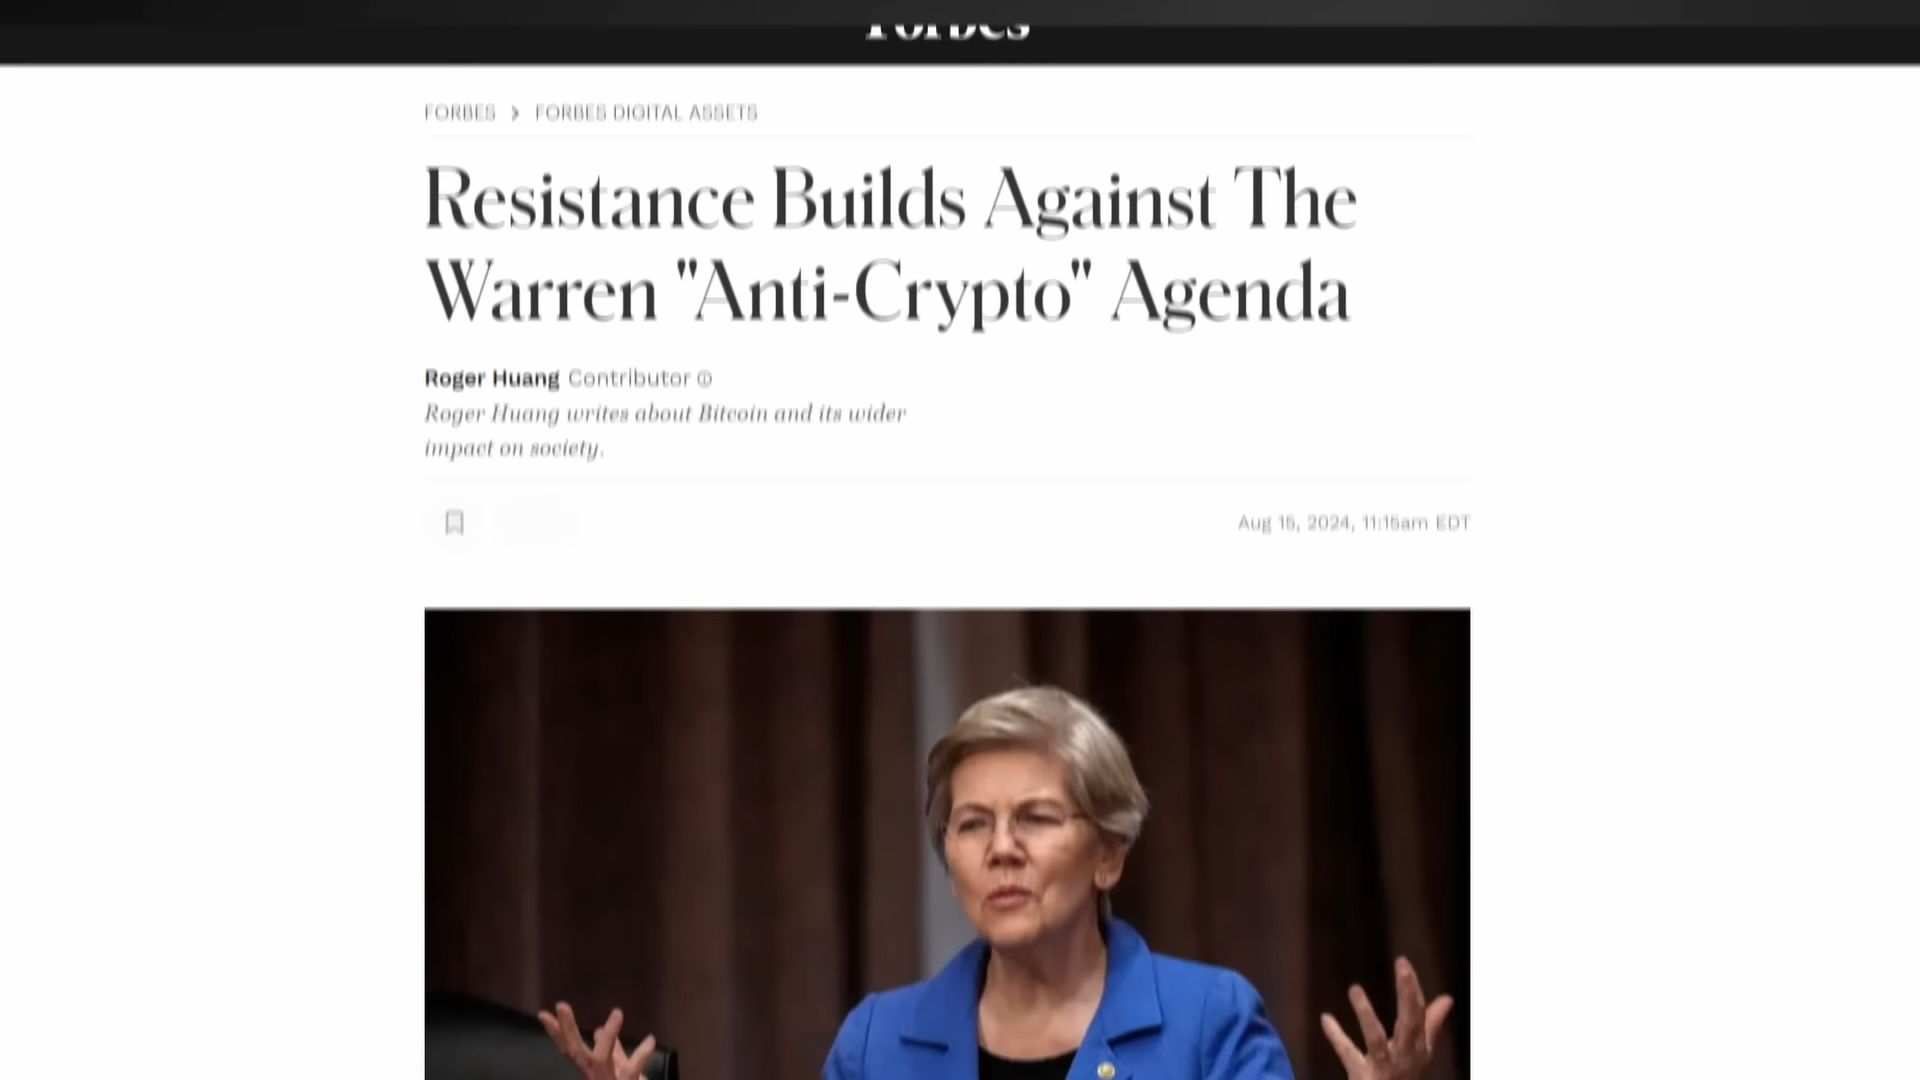 Forbes
FORBES > FORBES DIGITAL ASSETS
Resistance Builds Against The
Warren "Anti-Crypto" Agenda
Roger Huang Contributor
Roger Huang writes about Bitcoin and its wider
impact on society.
Aug 15, 2024, 11:15am EDT